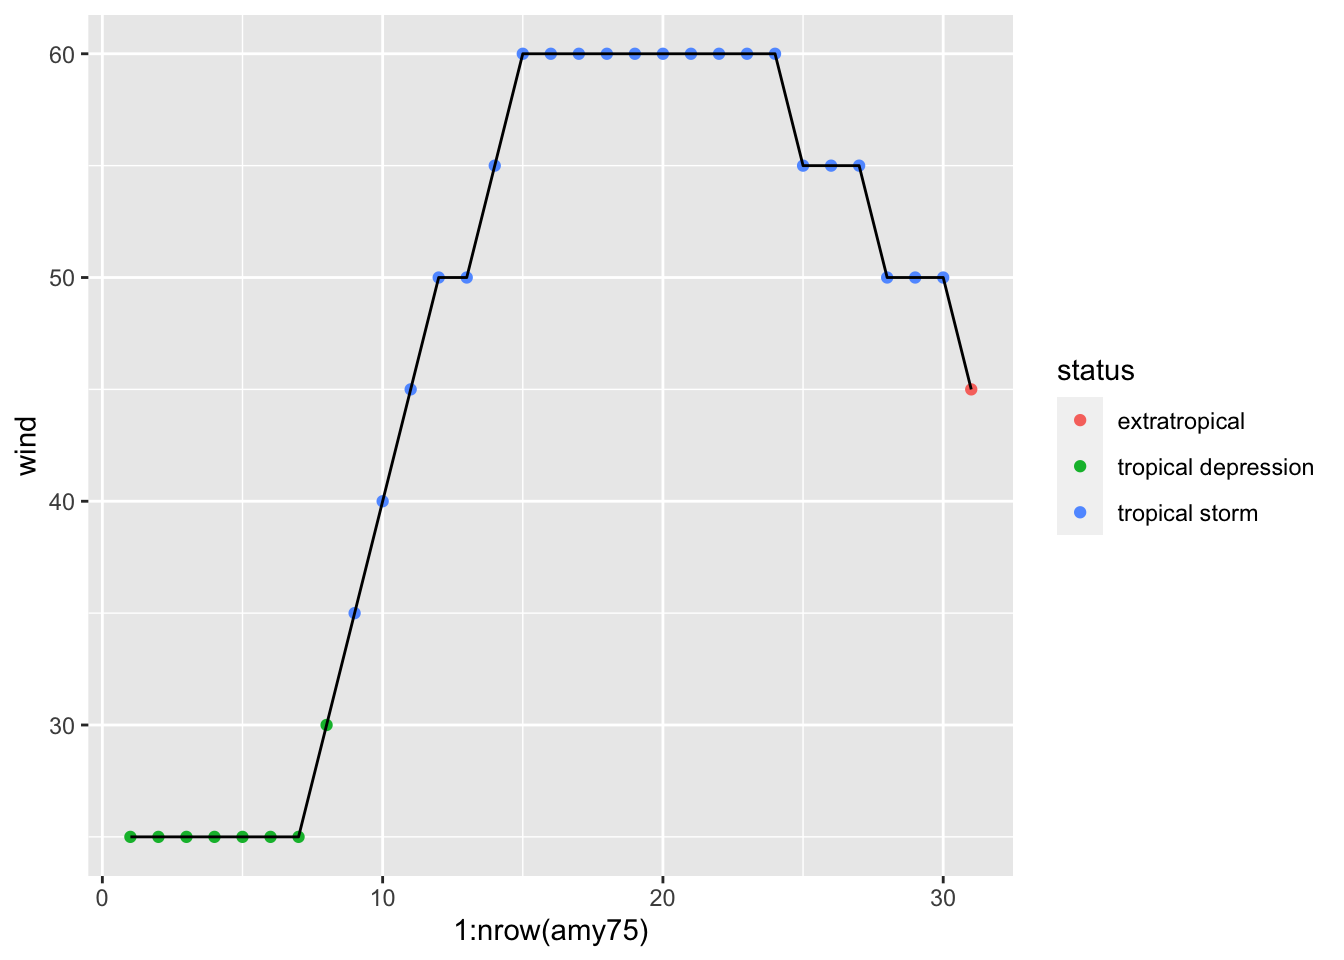 60
50
40
30
wind
0 10 20 30
1:nrow(amy75)
status
extratropical
tropical depression
tropical storm